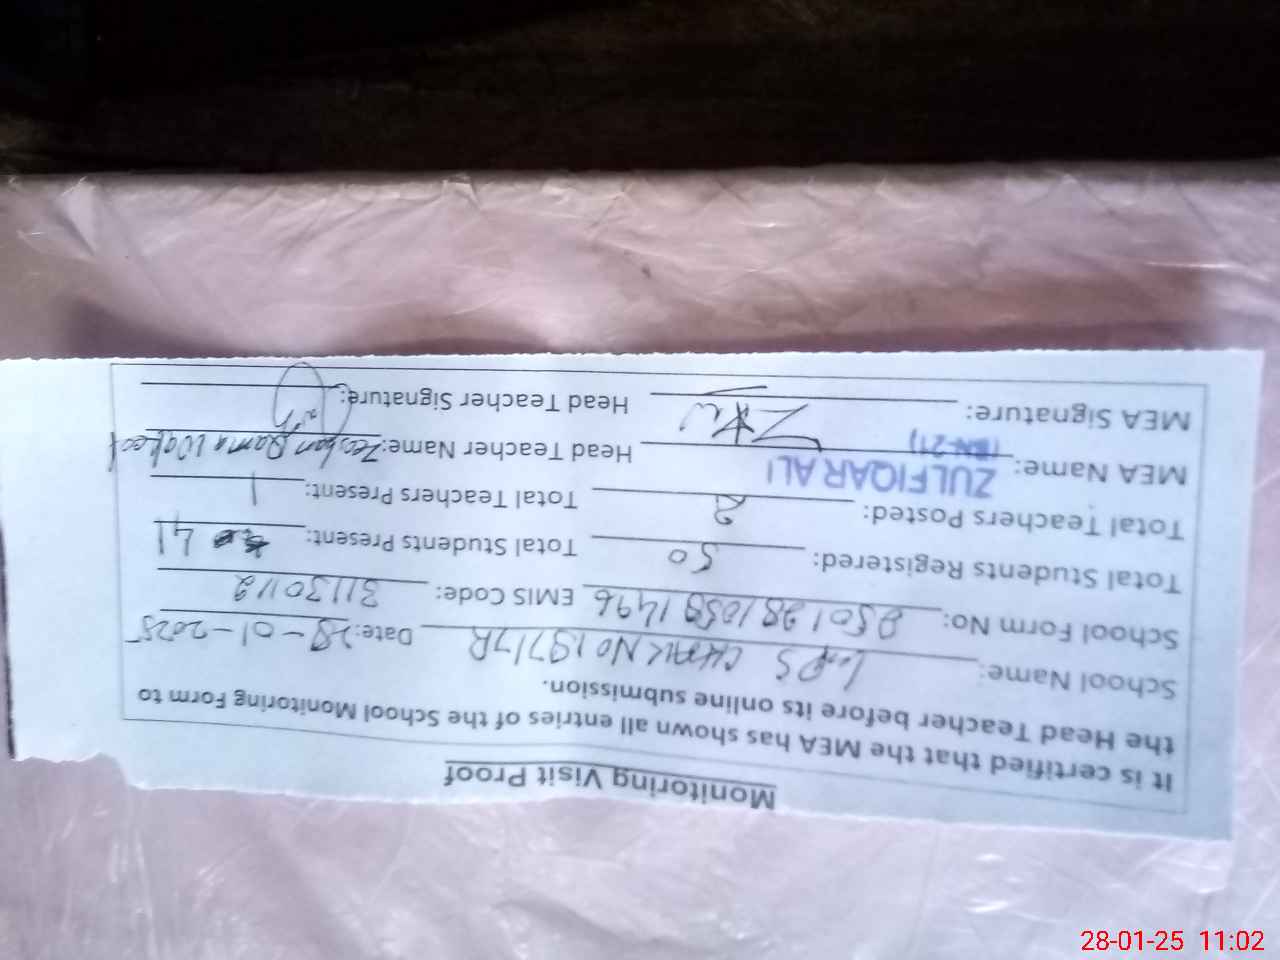 Monitoring Visit Proof
It is certified that the MEA has shown all entries of the School Monitoring Form to
the Head Teacher before its online submission.
School Name: CHAK No 197/7R Date: 28-01-2025
School Form No: 25012810581496 EMIS Code: 31130112
Total Students Registered: 50 Total Students Present: 41
Total Teachers Posted: 2 Total Teachers Present: 1
MEA Name: ZULFIQAR ALI Head Teacher Name:
MEA Signature: Head Teacher Signature:
28-01-25 11:02